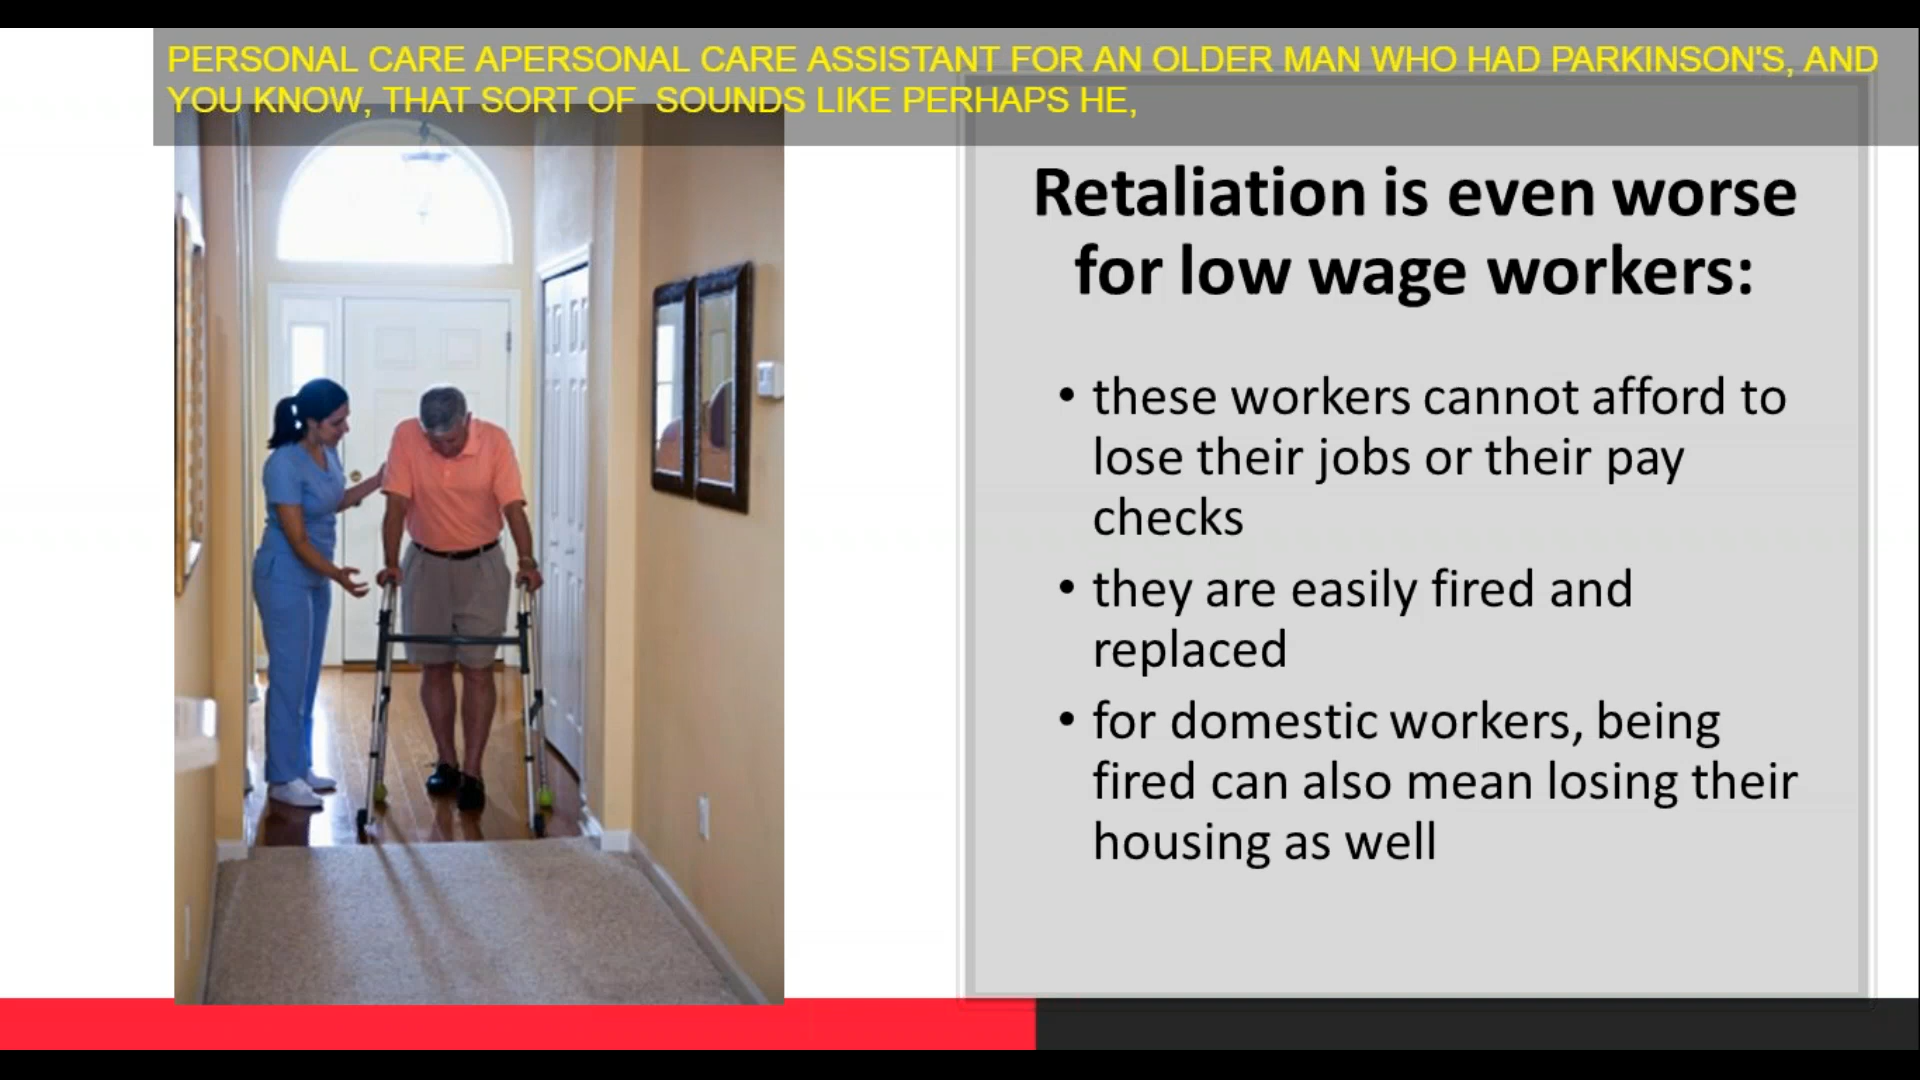 PERSONAL CARE APERSONAL CARE ASSISTANT FOR AN OLDER MAN WHO HAD PARKINSON'S, AND
YOU KNOW, THAT SORT OF  SOUNDS LIKE PERHAPS HE,
Retaliation is even worse
for low wage workers:
• these workers cannot afford to
lose their jobs or their pay
checks
• they are easily fired and
replaced
• for domestic workers, being
fired can also mean losing their
housing as well